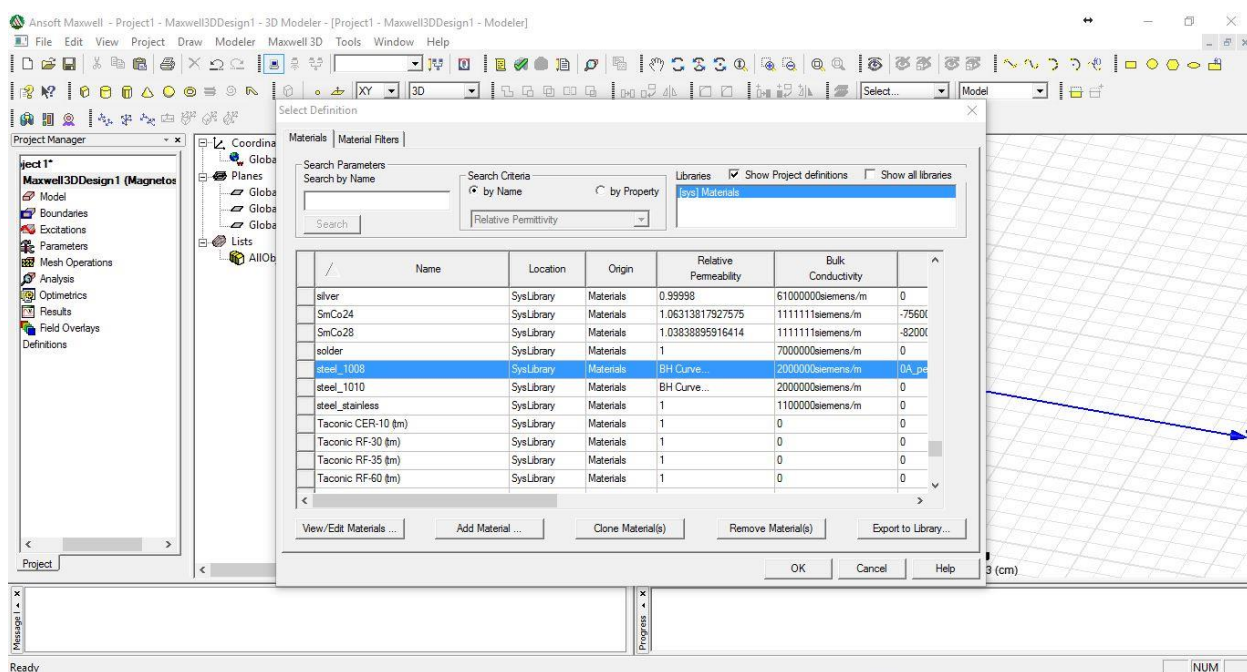 Ansoft Maxwell - Project1 - Maxwell3DDesign1 - 3D Modeler - [Project1 - Maxwell3DDesign1 - Modeler]
File Edit View Project Draw Modeler Maxwell 3D Tools Window Help
XY 3D Select... Model
Project Manager
ject1*
Maxwell3DDesign1 (Magnetos
Model
Boundaries
Excitations
Parameters
Mesh Operations
Analysis
Optimetrics
Results
Field Overlays
Definitions
Project
Coordina
Globa
Planes
Globa
Globa
Globa
Lists
AllOb
Select Definition
Materials Material Filters
Search Parameters
Search by Name
Search
Search Criteria
by Name by Property
Relative Permittivity
Libraries Show Project definitions Show all libraries
[sys] Materials
/ Name Location Origin Relative Permeability Bulk Conductivity
silver SysLibrary Materials 0.99998 61000000siemens/m 0
SmCo24 SysLibrary Materials 1.06313817927575 1111111siemens/m -75600
SmCo28 SysLibrary Materials 1.03838895916414 1111111siemens/m -82000
solder SysLibrary Materials 1 7000000siemens/m 0
steel_1008 SysLibrary Materials BH Curve... 2000000siemens/m 0A_pe
steel_1010 SysLibrary Materials BH Curve... 2000000siemens/m 0
steel_stainless SysLibrary Materials 1 1100000siemens/m 0
Taconic CER-10 (tm) SysLibrary Materials 1 0 0
Taconic RF-30 (tm) SysLibrary Materials 1 0 0
Taconic RF-35 (tm) SysLibrary Materials 1 0 0
Taconic RF-60 (tm) SysLibrary Materials 1 0 0
View/Edit Materials ... Add Material ... Clone Material(s) Remove Material(s) Export to Library...
OK Cancel Help
3 (cm)
Message
Progress
Ready
NUM